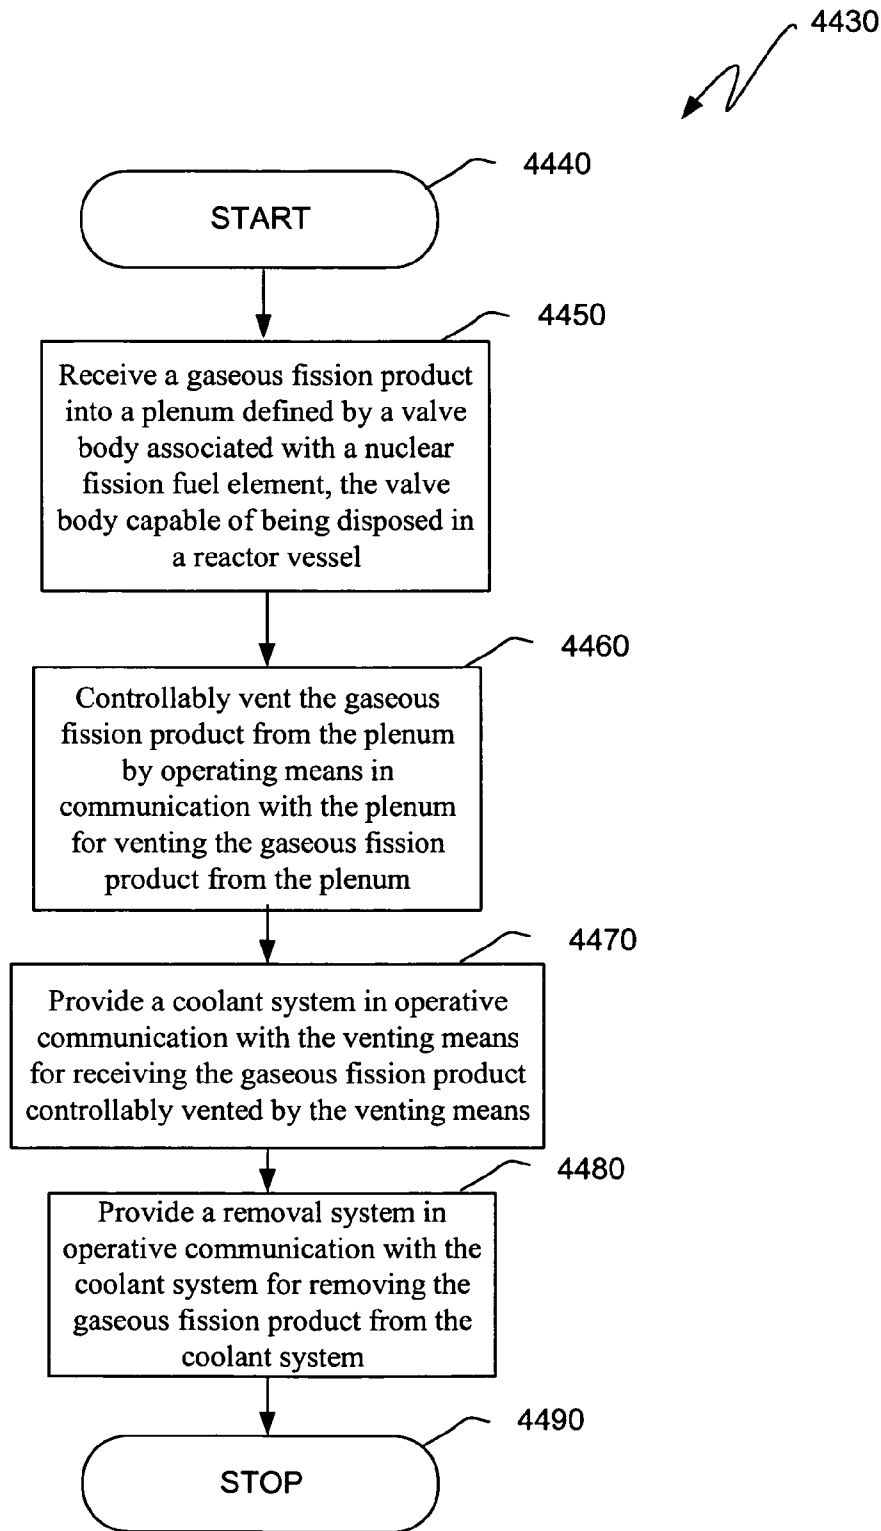 4430
4440
START
4450
Receive a gaseous fission product
into a plenum defined by a valve
body associated with a nuclear
fission fuel element, the valve
body capable of being disposed in
a reactor vessel
4460
Controllably vent the gaseous
fission product from the plenum
by operating means in
communication with the plenum
for venting the gaseous fission
product from the plenum
4470
Provide a coolant system in operative
communication with the venting means
for receiving the gaseous fission product
controllably vented by the venting means
4480
Provide a removal system in
operative communication with the
coolant system for removing the
gaseous fission product from the
coolant system
4490
STOP